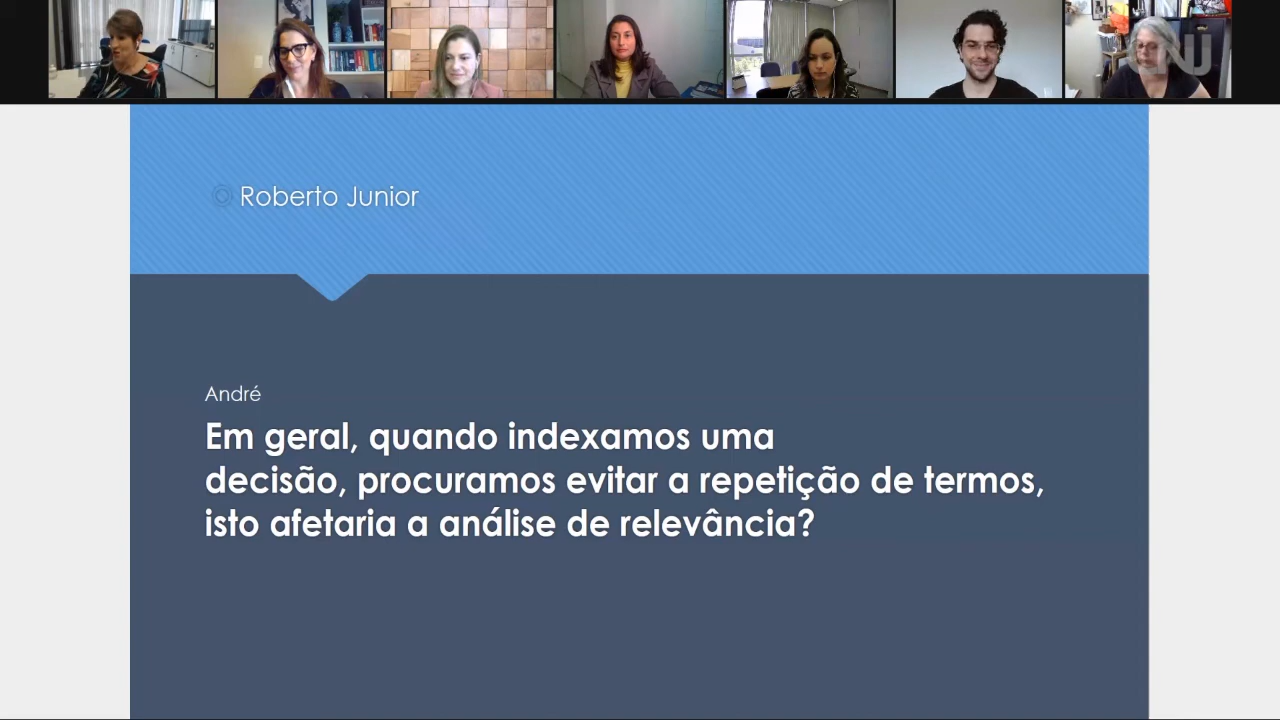 CNJ
Roberto Junior
André
Em geral, quando indexamos uma
decisão, procuramos evitar a repetição de termos,
isto afetaria a análise de relevância?